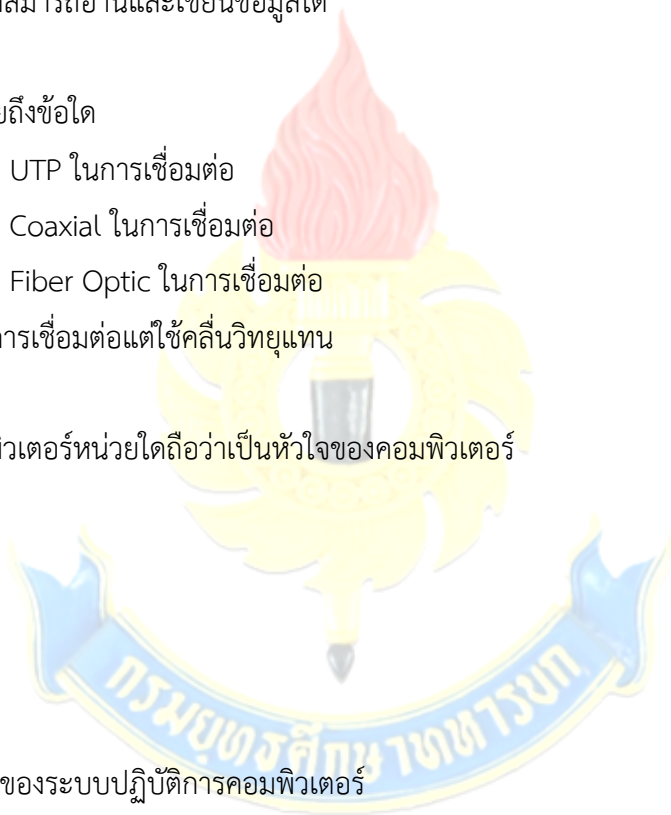 สามารถอ่านและเขียนข้อมูลได้
ถึงข้อใด
UTP ในการเชื่อมต่อ
Coaxial ในการเชื่อมต่อ
Fiber Optic ในการเชื่อมต่อ
การเชื่อมต่อแต่ใช้คลื่นวิทยุแทน
พิวเตอร์หน่วยใดถือว่าเป็นหัวใจของคอมพิวเตอร์
กรมยุทธศึกษาทหารบก
ของระบบปฏิบัติการคอมพิวเตอร์